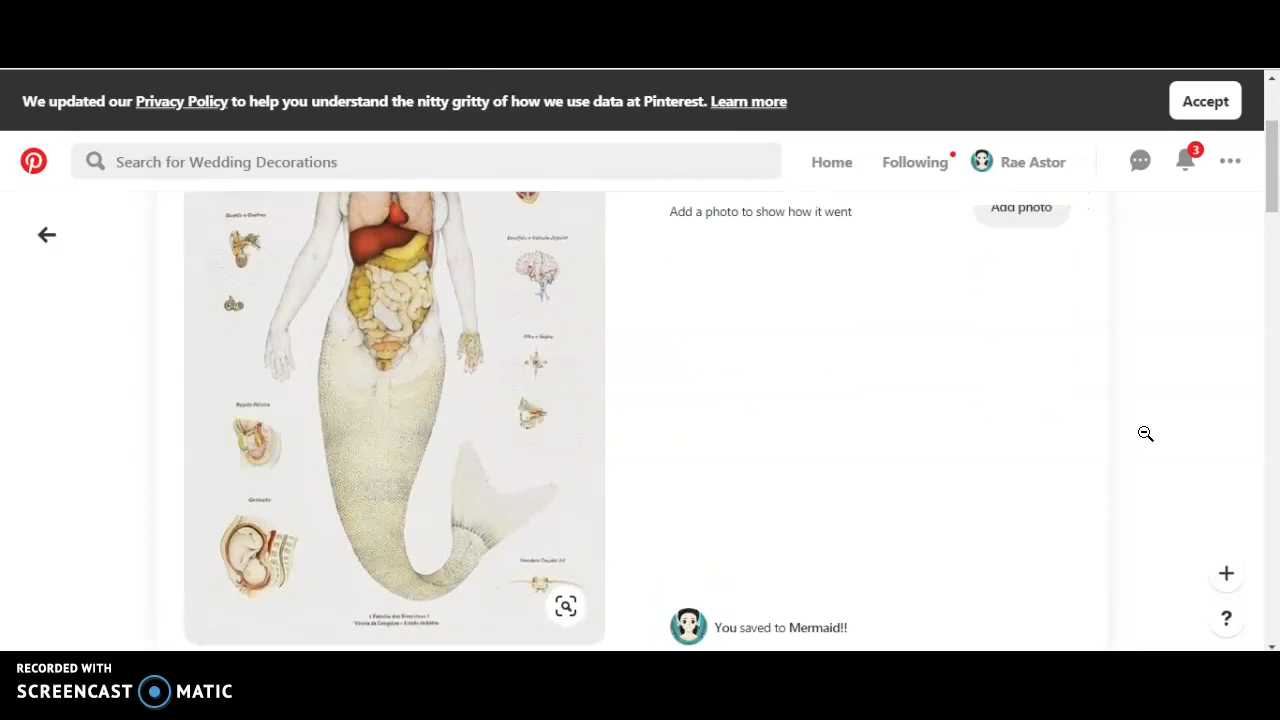 We updated our Privacy Policy to help you understand the nitty gritty of how we use data at Pinterest. Learn more
Accept
Search for Wedding Decorations
Home
Following
Rae Astor
3
Add a photo to show how it went
Add photo
You saved to Mermaid!!
+
?
RECORDED WITH
SCREENCAST MATIC